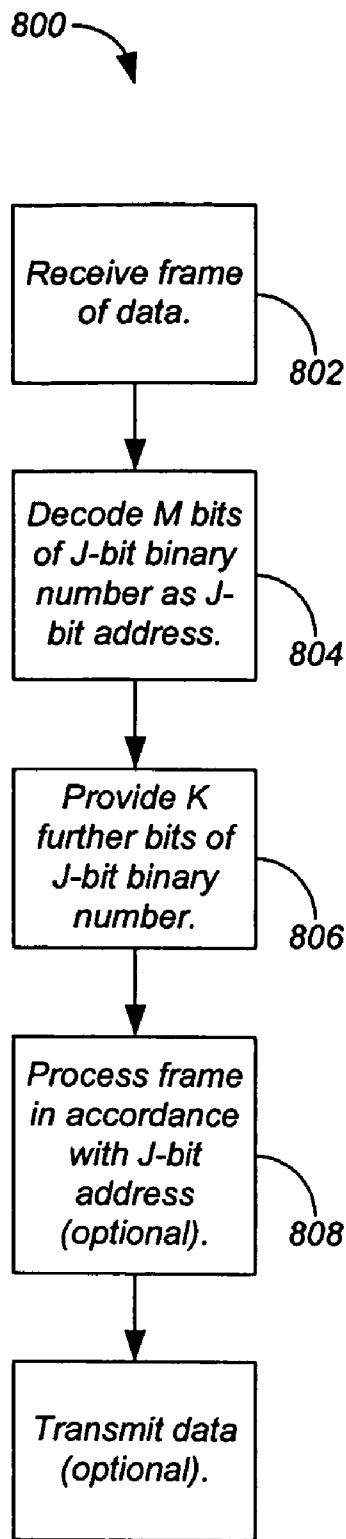 800
Receive frame
of data.
802
Decode M bits
of J-bit binary
number as J-
bit address.
804
Provide K
further bits of
J-bit binary
number.
806
Process frame
in accordance
with J-bit
address
(optional).
808
Transmit data
(optional).